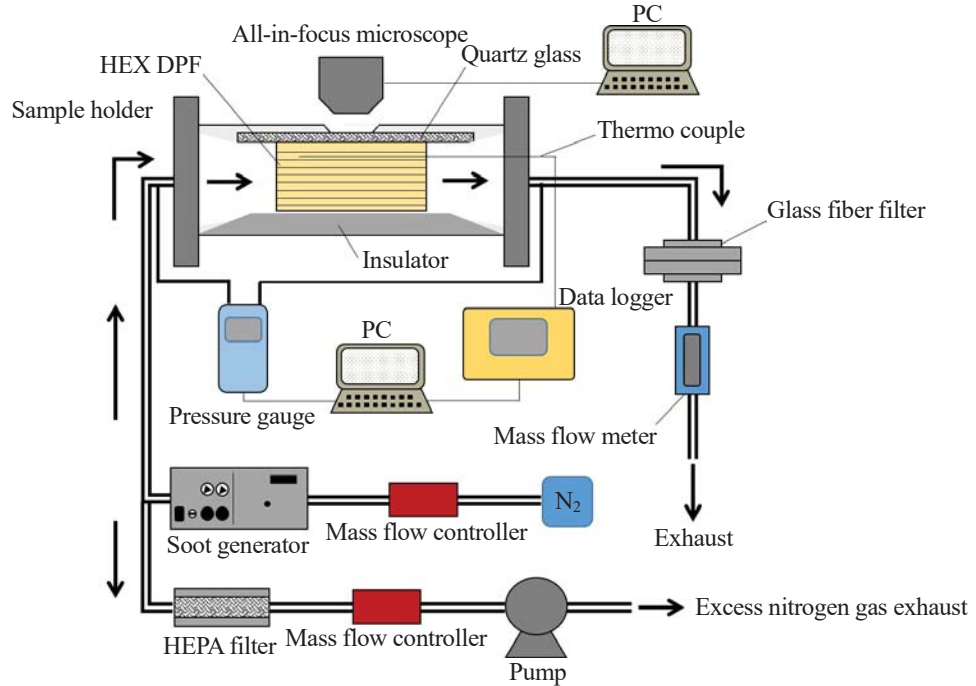 PC
All-in-focus microscope
Quartz glass
HEX DPF
Sample holder
Thermo couple
Glass fiber filter
Insulator
Data logger
PC
Pressure gauge
Mass flow meter
N₂
Soot generator
Mass flow controller
Exhaust
Excess nitrogen gas exhaust
HEPA filter
Mass flow controller
Pump